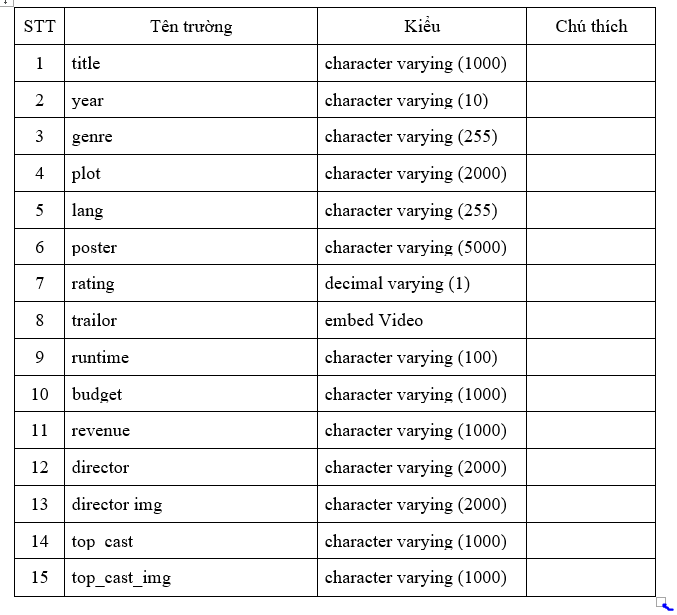 STT Tên trường Kiểu Chú thích
1 title character varying (1000)
2 year character varying (10)
3 genre character varying (255)
4 plot character varying (2000)
5 lang character varying (255)
6 poster character varying (5000)
7 rating decimal varying (1)
8 trailor embed Video
9 runtime character varying (100)
10 budget character varying (1000)
11 revenue character varying (1000)
12 director character varying (2000)
13 director img character varying (2000)
14 top cast character varying (1000)
15 top_cast_img character varying (1000)